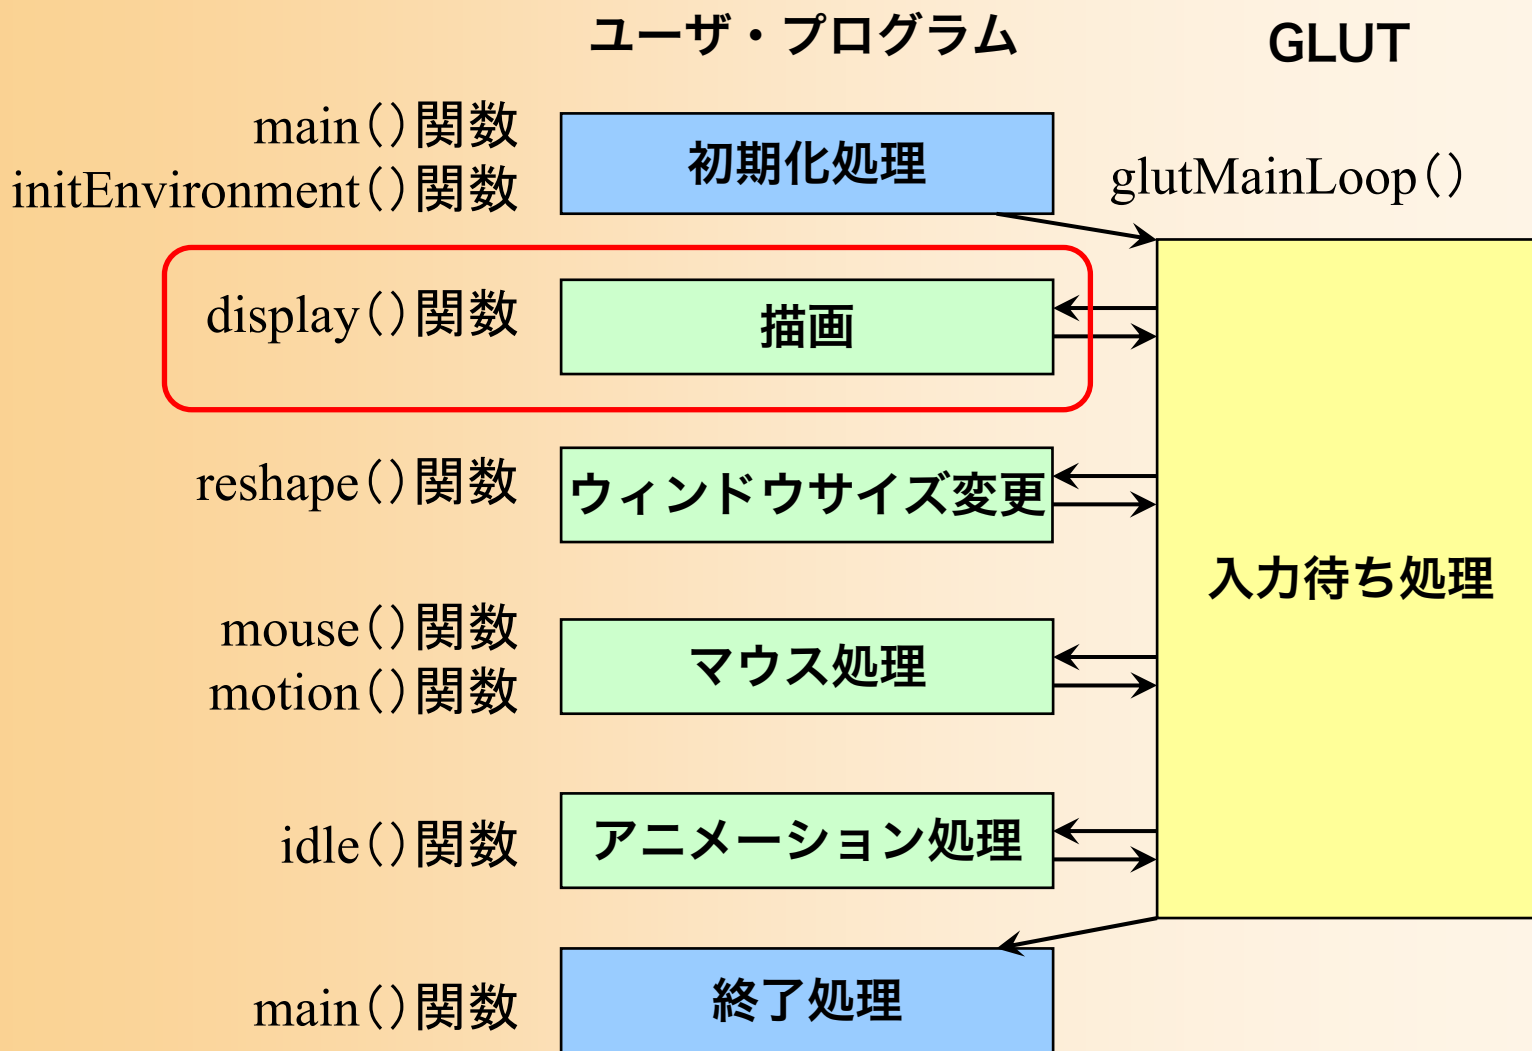 ユーザ・プログラム
GLUT
main()関数
initEnvironment()関数
初期化処理
glutMainLoop()
display()関数
描画
reshape()関数
ウィンドウサイズ変更
入力待ち処理
mouse()関数
motion()関数
マウス処理
idle()関数
アニメーション処理
main()関数
終了処理